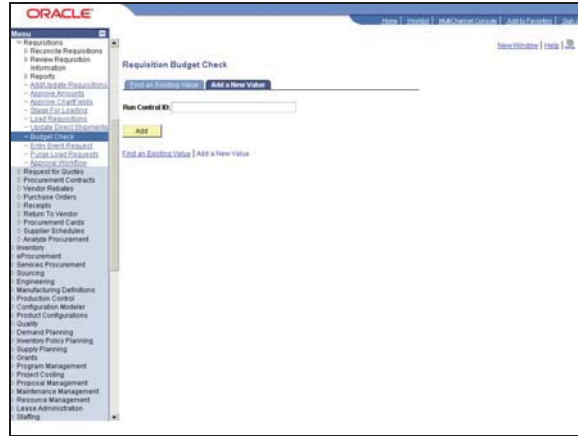 ORACLE
Home | Worklist | MultiChannel Console | Add to Favorites | Sign
Menu
New Window | Help |
Requisitions
Reconcile Requisitions
Review Requisition
Information
Reports
– Add/Update Requisitions
– Approve Amounts
– Approve ChartFields
– Stage For Loading
– Load Requisitions
– Update Direct Shipments
– Budget Check
– Entry Event Request
– Purge Load Requests
– Approval Workflow
Request for Quotes
Procurement Contracts
Vendor Rebates
Purchase Orders
Receipts
Return To Vendor
Procurement Cards
Supplier Schedules
Analyze Procurement
Inventory
eProcurement
Services Procurement
Sourcing
Engineering
Manufacturing Definitions
Production Control
Configuration Modeler
Product Configurations
Quality
Demand Planning
Inventory Policy Planning
Supply Planning
Grants
Program Management
Project Costing
Proposal Management
Maintenance Management
Resource Management
Lease Administration
Staffing
Requisition Budget Check
Find an Existing Value
Add a New Value
Run Control ID:
Add
Find an Existing Value | Add a New Value